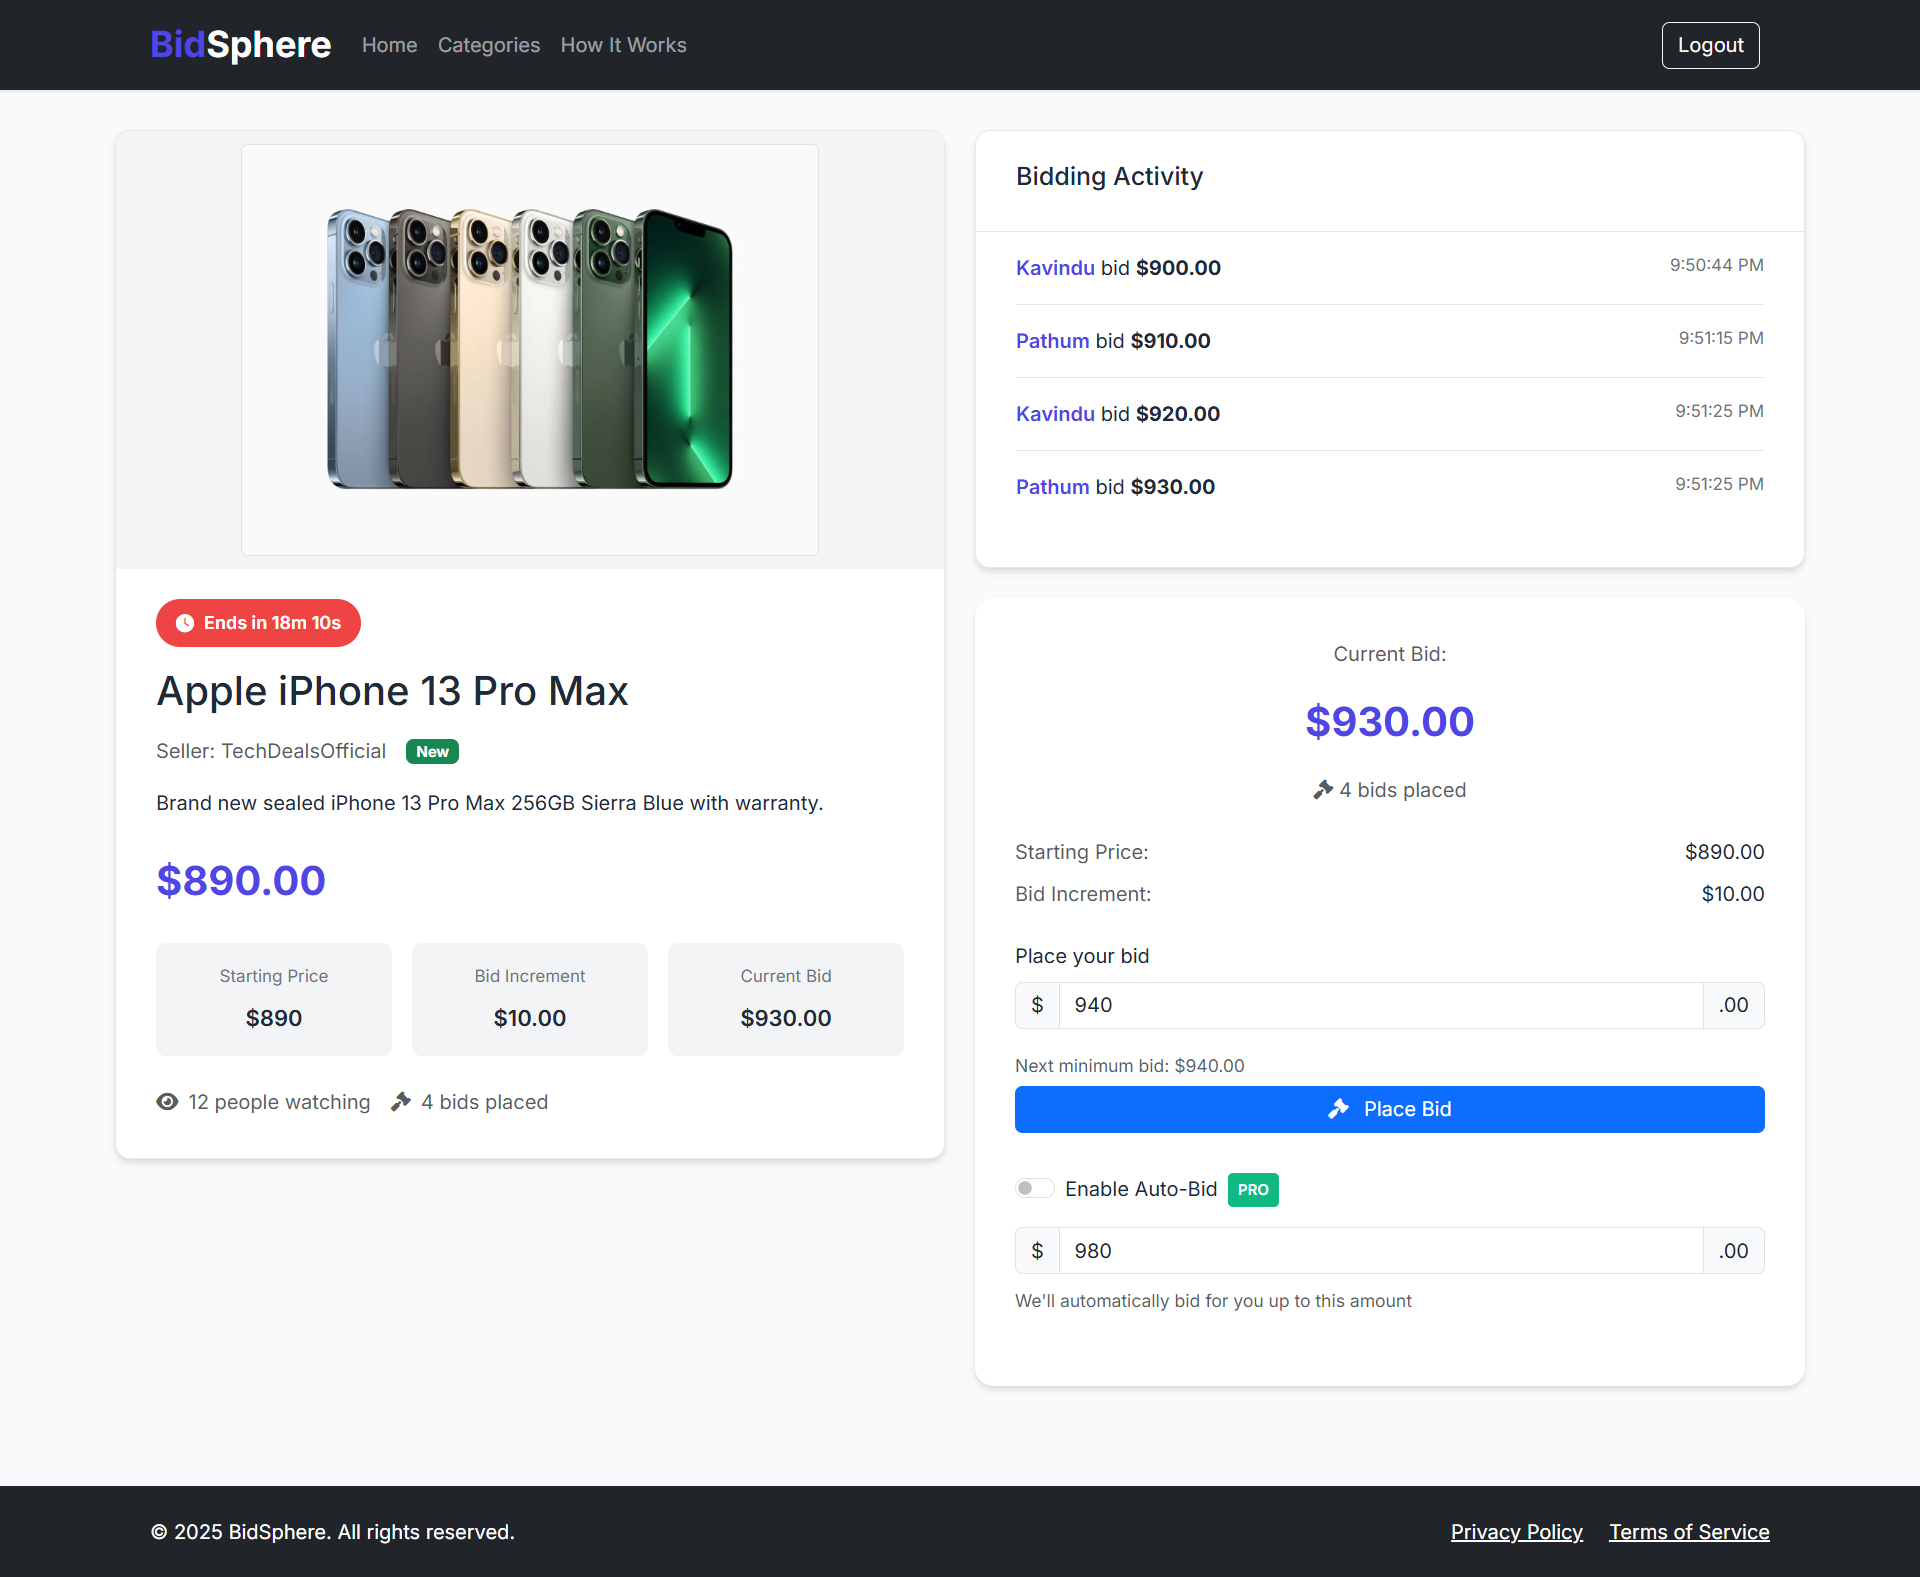 BidSphere Home Categories How It Works Logout
Ends in 18m 10s
Apple iPhone 13 Pro Max
Seller: TechDealsOfficial New
Brand new sealed iPhone 13 Pro Max 256GB Sierra Blue with warranty.
$890.00
Starting Price
$890
Bid Increment
$10.00
Current Bid
$930.00
12 people watching 4 bids placed
Bidding Activity
Kavindu bid $900.00 9:50:44 PM
Pathum bid $910.00 9:51:15 PM
Kavindu bid $920.00 9:51:25 PM
Pathum bid $930.00 9:51:25 PM
Current Bid:
$930.00
4 bids placed
Starting Price: $890.00
Bid Increment: $10.00
Place your bid
$ 940 .00
Next minimum bid: $940.00
Place Bid
Enable Auto-Bid PRO
$ 980 .00
We'll automatically bid for you up to this amount
© 2025 BidSphere. All rights reserved. Privacy Policy Terms of Service